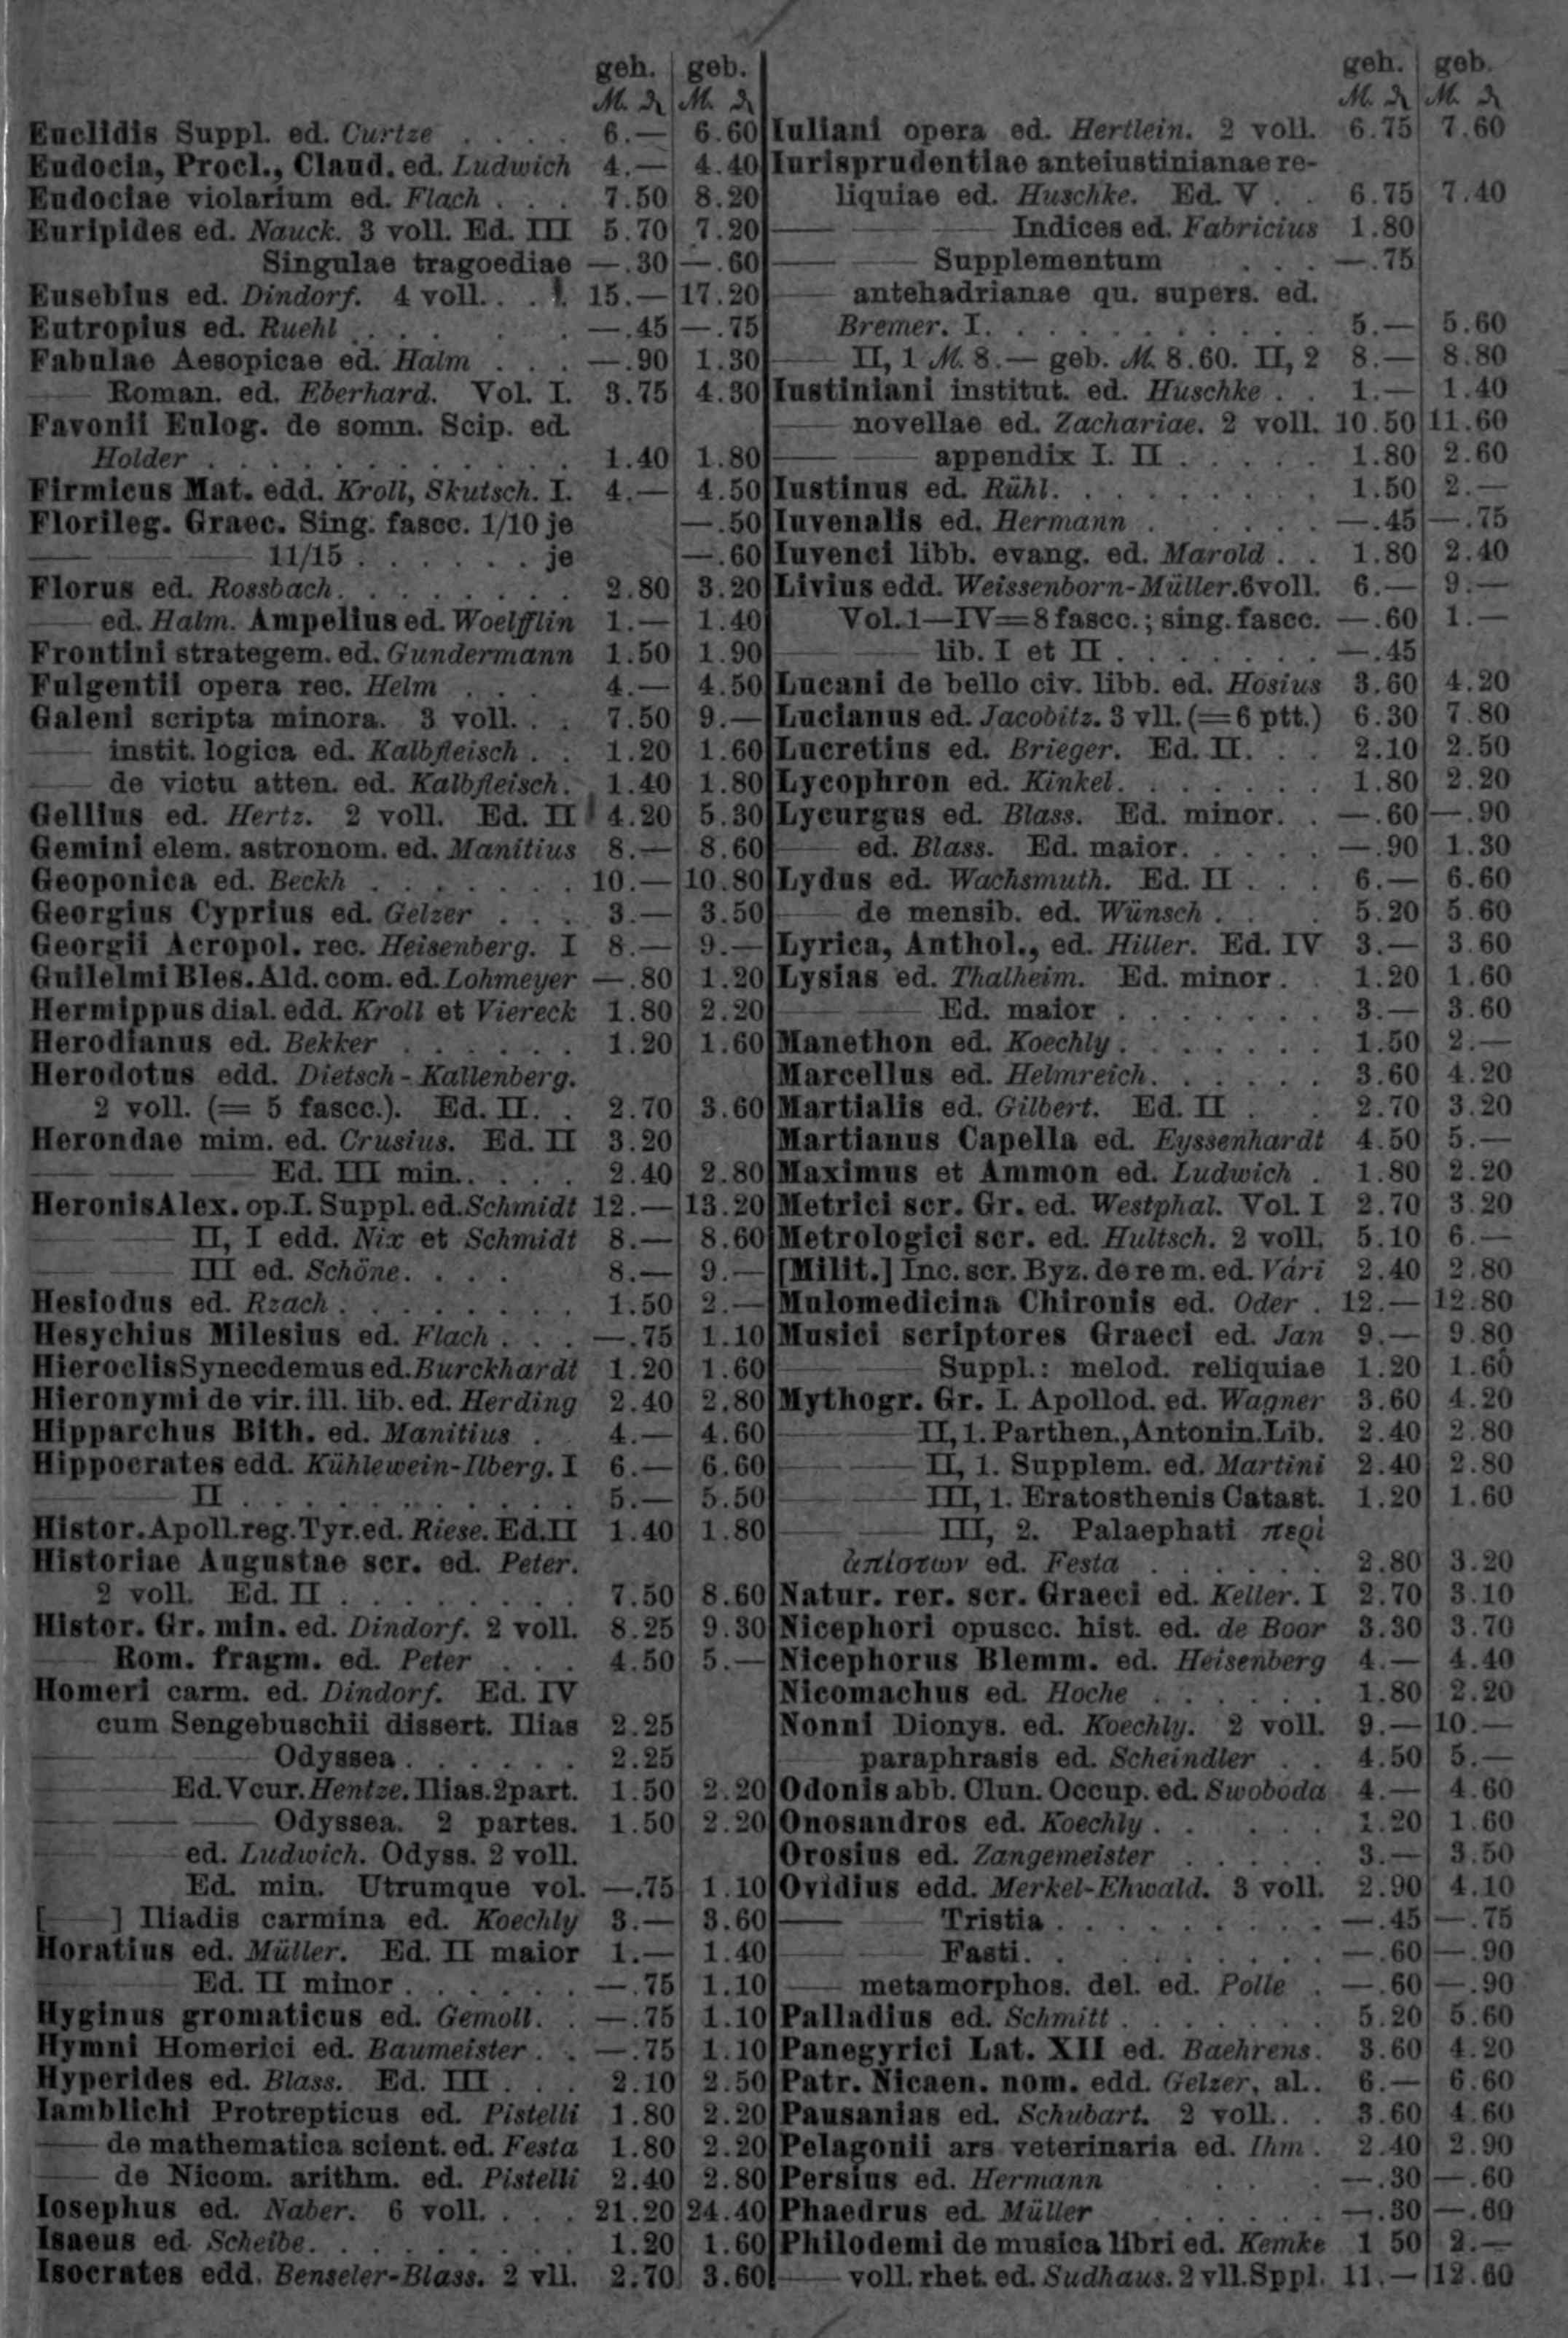 geh. geb.
M. ₰ M. ₰
Euclidis Suppl. ed. Curtze . . . . 6.— 6.60
Eudocia, Procl., Claud. ed. Ludwich 4.— 4.40
Eudociae violarium ed. Flach . . . 7.50 8.20
Euripides ed. Nauck. 3 voll. Ed. III 5.70 7.20
Singulae tragoediae —.30 —.60
Eusebius ed. Dindorf. 4 voll. . . . 15.— 17.20
Eutropius ed. Ruehl . . . . . —.45 —.75
Fabulae Aesopicae ed. Halm . . . —.90 1.30
—— Roman. ed. Eberhard. Vol. I. 3.75 4.30
Favonii Eulog. de somn. Scip. ed.
Holder . . . . . . . . . . . . 1.40 1.80
Firmicus Mat. edd. Kroll, Skutsch. I. 4.— 4.50
Florileg. Graec. Sing. fascc. 1/10 je —.50
—— —— —— 11/15 . . . . . . je —.60
Florus ed. Rossbach. . . . . . . . 2.80 3.20
—— ed. Halm. Ampelius ed. Woelfflin 1.— 1.40
Frontini strategem. ed. Gundermann 1.50 1.90
Fulgentii opera rec. Helm . . . 4.— 4.50
Galeni scripta minora. 3 voll. . . 7.50 9.—
—— instit. logica ed. Kalbfleisch . . 1.20 1.60
—— de victu atten. ed. Kalbfleisch. 1.40 1.80
Gellius ed. Hertz. 2 voll. Ed. II 4.20 5.30
Gemini elem. astronom. ed. Manitius 8.— 8.60
Geoponica ed. Beckh . . . . . . . 10.— 10.80
Georgius Cyprius ed. Gelzer . . . 3.— 3.50
Georgii Acropol. rec. Heisenberg. I 8.— 9.—
Guilelmi Bles. Ald. com. ed. Lohmeyer —.80 1.20
Hermippus dial. edd. Kroll et Viereck 1.80 2.20
Herodianus ed. Bekker . . . . . . 1.20 1.60
Herodotus edd. Dietsch-Kallenberg.
2 voll. (= 5 fascc.). Ed. II. . 2.70 3.60
Herondae mim. ed. Crusius. Ed. II 3.20
—— —— —— Ed. III min. . . . . 2.40 2.80
Heronis Alex. op. I. Suppl. ed. Schmidt 12.— 13.20
—— —— II, I edd. Nix et Schmidt 8.— 8.60
—— —— III ed. Schöne. . . . 8.— 9.—
Hesiodus ed. Rzach . . . . . . . . 1.50 2.—
Hesychius Milesius ed. Flach . . . —.75 1.10
Hieroclis Synecdemus ed. Burckhardt 1.20 1.60
Hieronymi de vir. ill. lib. ed. Herding 2.40 2.80
Hipparchus Bith. ed. Manitius . 4.— 4.60
Hippocrates edd. Kühlewein-Ilberg. I 6.— 6.60
—— —— II . . . . . . . . . . . 5.— 5.50
Histor. Apoll. reg. Tyr. ed. Riese. Ed. II 1.40 1.80
Historiae Augustae scr. ed. Peter.
2 voll. Ed. II . . . . . . . . 7.50 8.60
Histor. Gr. min. ed. Dindorf. 2 voll. 8.25 9.30
—— Rom. fragm. ed. Peter . . . 4.50 5.—
Homeri carm. ed. Dindorf. Ed. IV
cum Sengebuschii dissert. Ilias 2.25
—— —— —— Odyssea . . . . . . 2.25
—— —— Ed. V cur. Hentze. Ilias. 2 part. 1.50 2.20
—— —— —— Odyssea. 2 partes. 1.50 2.20
—— —— ed. Ludwich. Odyss. 2 voll.
Ed. min. Utrumque vol. —.75 1.10
[——] Iliadis carmina ed. Koechly 3.— 3.60
Horatius ed. Müller. Ed. II maior 1.— 1.40
—— —— Ed. II minor . . . . . . —.75 1.10
Hyginus gromaticus ed. Gemoll. . —.75 1.10
Hymni Homerici ed. Baumeister . . —.75 1.10
Hyperides ed. Blass. Ed. III . . . 2.10 2.50
Iamblichi Protrepticus ed. Pistelli 1.80 2.20
—— de mathematica scient. ed. Festa 1.80 2.20
—— de Nicom. arithm. ed. Pistelli 2.40 2.80
Iosephus ed. Naber. 6 voll. . . . 21.20 24.40
Isaeus ed. Scheibe. . . . . . . . . 1.20 1.60
Isocrates edd. Benseler-Blass. 2 vll. 2.70 3.60
geh. geb.
M. ₰ M. ₰
Iuliani opera ed. Hertlein. 2 voll. 6.75 7.60
Iurisprudentiae anteiustinianae re-
liquiae ed. Huschke. Ed. V . . 6.75 7.40
—— —— —— Indices ed. Fabricius 1.80
—— —— Supplementum . . . —.75
—— antehadrianae qu. supers. ed.
Bremer. I. . . . . . . . . . . 5.— 5.60
—— II, 1 M. 8.— geb. M. 8.60. II, 2 8.— 8.80
Iustiniani institut. ed. Huschke . . 1.— 1.40
—— novellae ed. Zachariae. 2 voll. 10.50 11.60
—— —— appendix I. II . . . . . 1.80 2.60
Iustinus ed. Rühl. . . . . . . . . 1.50 2.—
Iuvenalis ed. Hermann . . . . . . —.45 —.75
Iuvenci libb. evang. ed. Marold . . 1.80 2.40
Livius edd. Weissenborn-Müller. 6 voll. 6.— 9.—
Vol. 1—IV=8 fascc.; sing. fascc. —.60 1.—
—— —— lib. I et II . . . . . . . —.45
Lucani de bello civ. libb. ed. Hosius 3.60 4.20
Lucianus ed. Jacobitz. 3 vll. (=6 ptt.) 6.30 7.80
Lucretius ed. Brieger. Ed. II. . . 2.10 2.50
Lycophron ed. Kinkel. . . . . . . 1.80 2.20
Lycurgus ed. Blass. Ed. minor. . —.60 —.90
—— ed. Blass. Ed. maior. . . . . —.90 1.30
Lydus ed. Wachsmuth. Ed. II . . . 6.— 6.60
—— de mensib. ed. Wünsch . . . 5.20 5.60
Lyrica, Anthol., ed. Hiller. Ed. IV 3.— 3.60
Lysias ed. Thalheim. Ed. minor . . 1.20 1.60
—— —— Ed. maior . . . . . . . 3.— 3.60
Manethon ed. Koechly . . . . . . . 1.50 2.—
Marcellus ed. Helmreich. . . . . . 3.60 4.20
Martialis ed. Gilbert. Ed. II . . 2.70 3.20
Martianus Capella ed. Eyssenhardt 4.50 5.—
Maximus et Ammon ed. Ludwich . 1.80 2.20
Metrici scr. Gr. ed. Westphal. Vol. I 2.70 3.20
Metrologici scr. ed. Hultsch. 2 voll. 5.10 6.—
[Milit.] Inc. scr. Byz. de re m. ed. Vári 2.40 2.80
Mulomedicina Chironis ed. Oder . 12.— 12.80
Musici scriptores Graeci ed. Jan 9.— 9.80
—— —— Suppl.: melod. reliquiae 1.20 1.60
Mythogr. Gr. I. Apollod. ed. Wagner 3.60 4.20
—— —— II, 1. Parthen., Antonin. Lib. 2.40 2.80
—— —— II, 1. Supplem. ed. Martini 2.40 2.80
—— —— III, 1. Eratosthenis Catast. 1.20 1.60
—— —— III, 2. Palaephati περὶ
ἀπίστων ed. Festa . . . . . . 2.80 3.20
Natur. rer. scr. Graeci ed. Keller. I 2.70 3.10
Nicephori opuscc. hist. ed. de Boor 3.30 3.70
Nicephorus Blemm. ed. Heisenberg 4.— 4.40
Nicomachus ed. Hoche . . . . . . 1.80 2.20
Nonni Dionys. ed. Koechly. 2 voll. 9.— 10.—
—— paraphrasis ed. Scheindler . . 4.50 5.—
Odonis abb. Clun. Occup. ed. Swoboda 4.— 4.60
Onosandros ed. Koechly . . . . . 1.20 1.60
Orosius ed. Zangemeister . . . . . 3.— 3.50
Ovidius edd. Merkel-Ehwald. 3 voll. 2.90 4.10
—— —— Tristia . . . . . . . . . . —.45 —.75
—— —— Fasti. . . . . . . . . —.60 —.90
—— metamorphos. del. ed. Polle . —.60 —.90
Palladius ed. Schmitt . . . . . . . 5.20 5.60
Panegyrici Lat. XII ed. Baehrens. 3.60 4.20
Patr. Nicaen. nom. edd. Gelzer, al.. 6.— 6.60
Pausanias ed. Schubart. 2 voll. . . 3.60 4.60
Pelagonii ars veterinaria ed. Ihm . 2.40 2.90
Persius ed. Hermann . . . —.30 —.60
Phaedrus ed. Müller . . . . . . —.30 —.60
Philodemi de musica libri ed. Kemke 1 50 2.—
—— voll. rhet. ed. Sudhaus. 2 vll. Sppl. 11.— 12.60